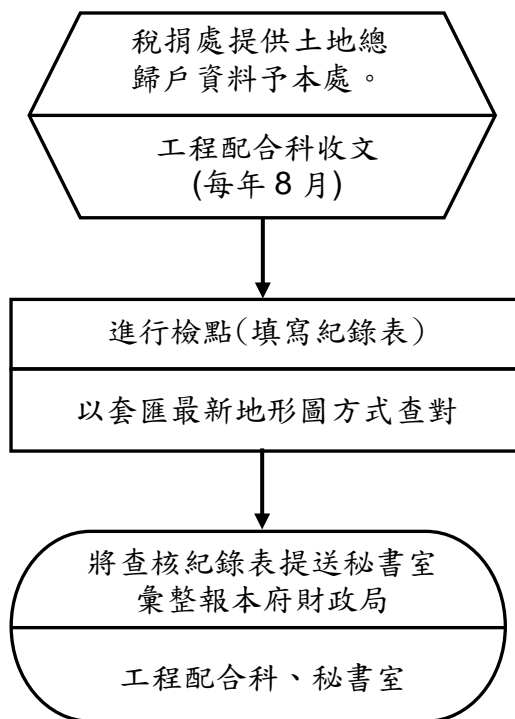 稅捐處提供土地總
歸戶資料予本處。
工程配合科收文
(每年 8 月)
進行檢點(填寫紀錄表)
以套匯最新地形圖方式查對
將查核紀錄表提送秘書室
彙整報本府財政局
工程配合科、秘書室